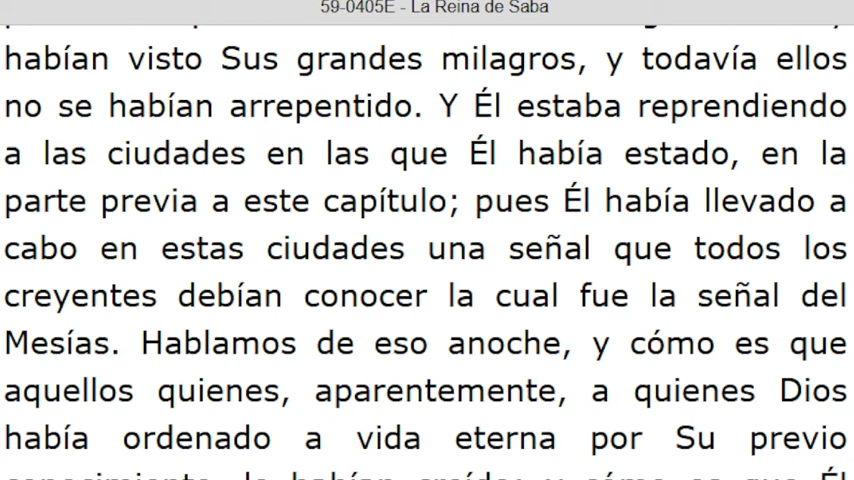 59-0405E - La Reina de Saba
habían visto Sus grandes milagros, y todavía ellos
no se habían arrepentido. Y Él estaba reprendiendo
a las ciudades en las que Él había estado, en la
parte previa a este capítulo; pues Él había llevado a
cabo en estas ciudades una señal que todos los
creyentes debían conocer la cual fue la señal del
Mesías. Hablamos de eso anoche, y cómo es que
aquellos quienes, aparentemente, a quienes Dios
había ordenado a vida eterna por Su previo